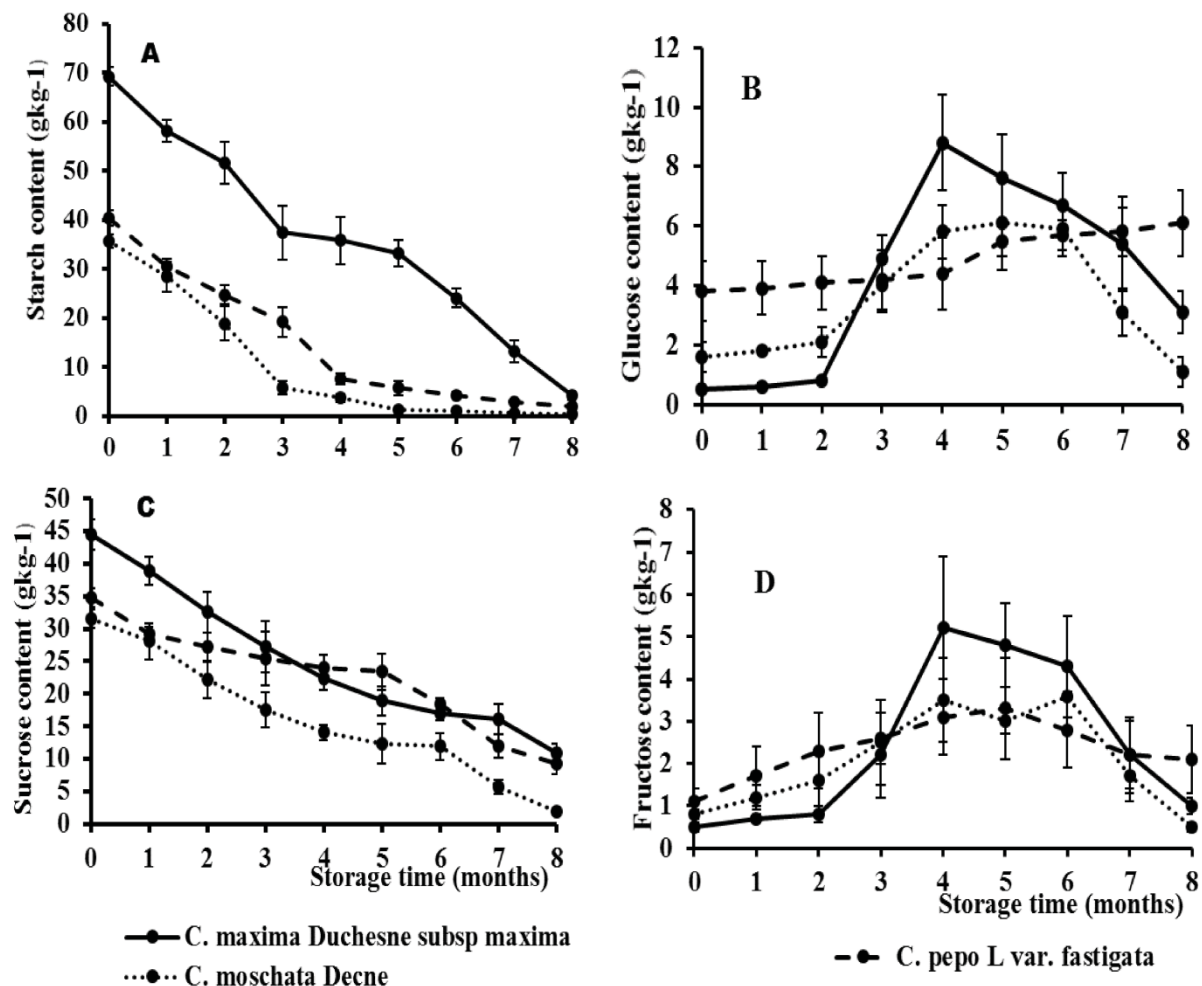 A
Starch content (gkg-1)
80
70
60
50
40
30
20
10
0
0 1 2 3 4 5 6 7 8
B
Glucose content (gkg-1)
12
10
8
6
4
2
0
0 1 2 3 4 5 6 7 8
C
Sucrose content (gkg-1)
50
45
40
35
30
25
20
15
10
5
0
0 1 2 3 4 5 6 7 8
Storage time (months)
D
Fructose content (gkg-1)
8
7
6
5
4
3
2
1
0
0 1 2 3 4 5 6 7 8
Storage time (months)
C. maxima Duchesne subsp maxima
C. moschata Decne
C. pepo L var. fastigata